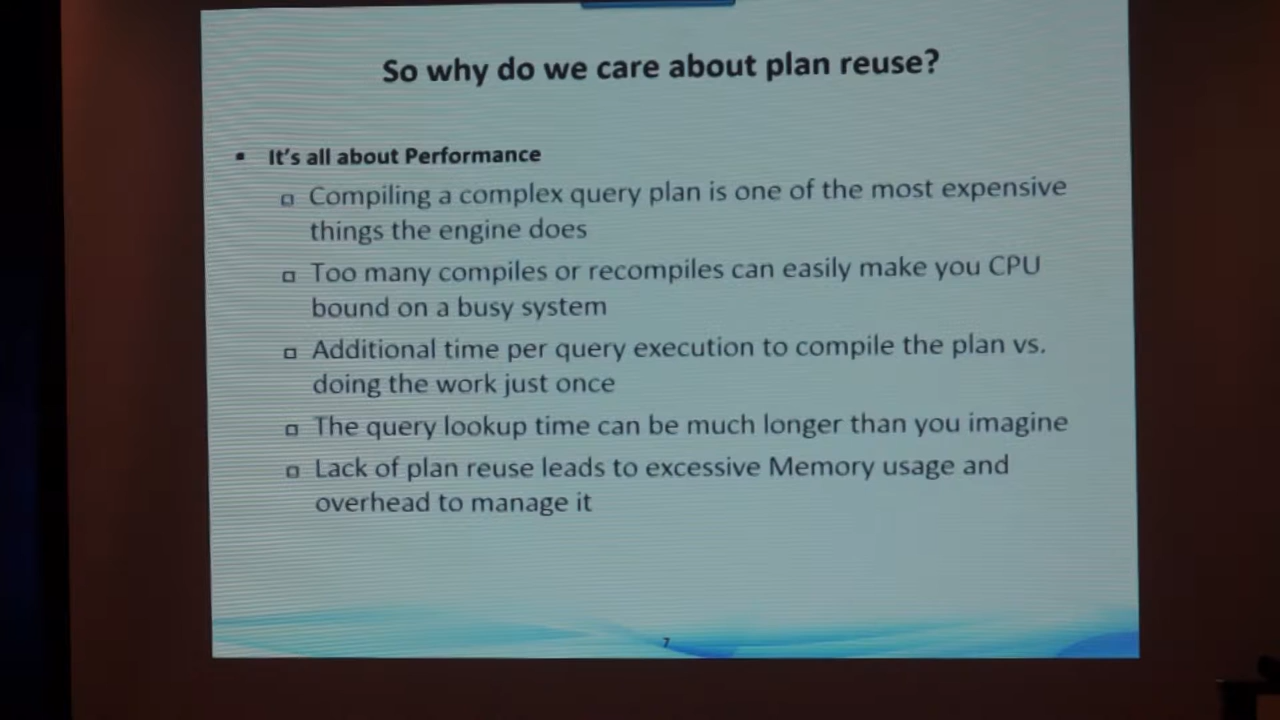 So why do we care about plan reuse?
▪ It's all about Performance
▫ Compiling a complex query plan is one of the most expensive
things the engine does
▫ Too many compiles or recompiles can easily make you CPU
bound on a busy system
▫ Additional time per query execution to compile the plan vs.
doing the work just once
▫ The query lookup time can be much longer than you imagine
▫ Lack of plan reuse leads to excessive Memory usage and
overhead to manage it
7